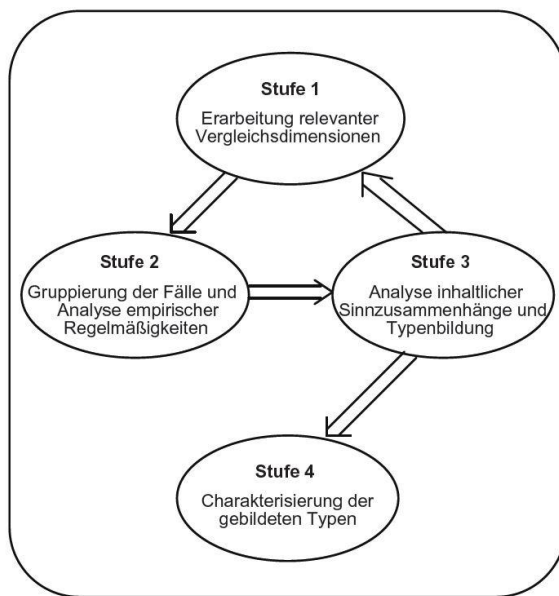 Stufe 1
Erarbeitung relevanter
Vergleichsdimensionen
Stufe 2
Gruppierung der Fälle und
Analyse empirischer
Regelmäßigkeiten
Stufe 3
Analyse inhaltlicher
Sinnzusammenhänge und
Typenbildung
Stufe 4
Charakterisierung der
gebildeten Typen